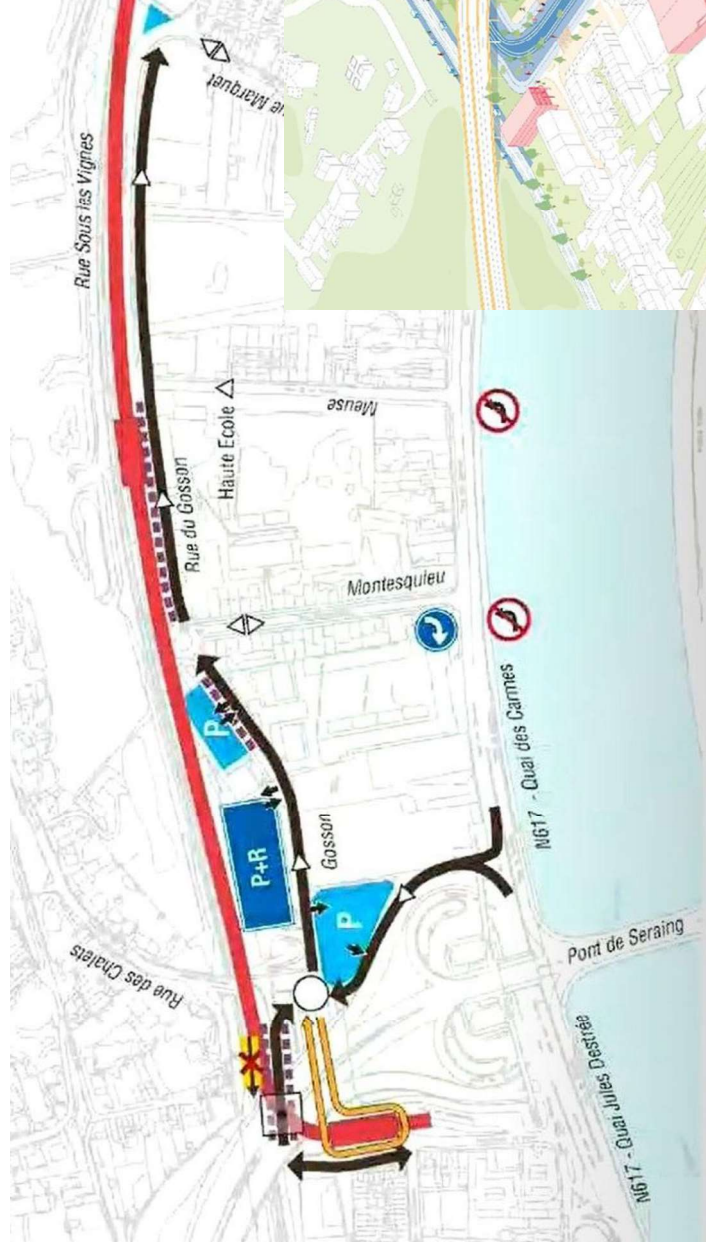 Rue Marquet
Rue Sous les Vignes
Haute Ecole
Meuse
Rue du Gosson
Montesquieu
P
N617 - Quai des Carmes
P+R
Gosson
P
Rue des Chalets
Pont de Seraing
N617 - Quai Jules Destrée